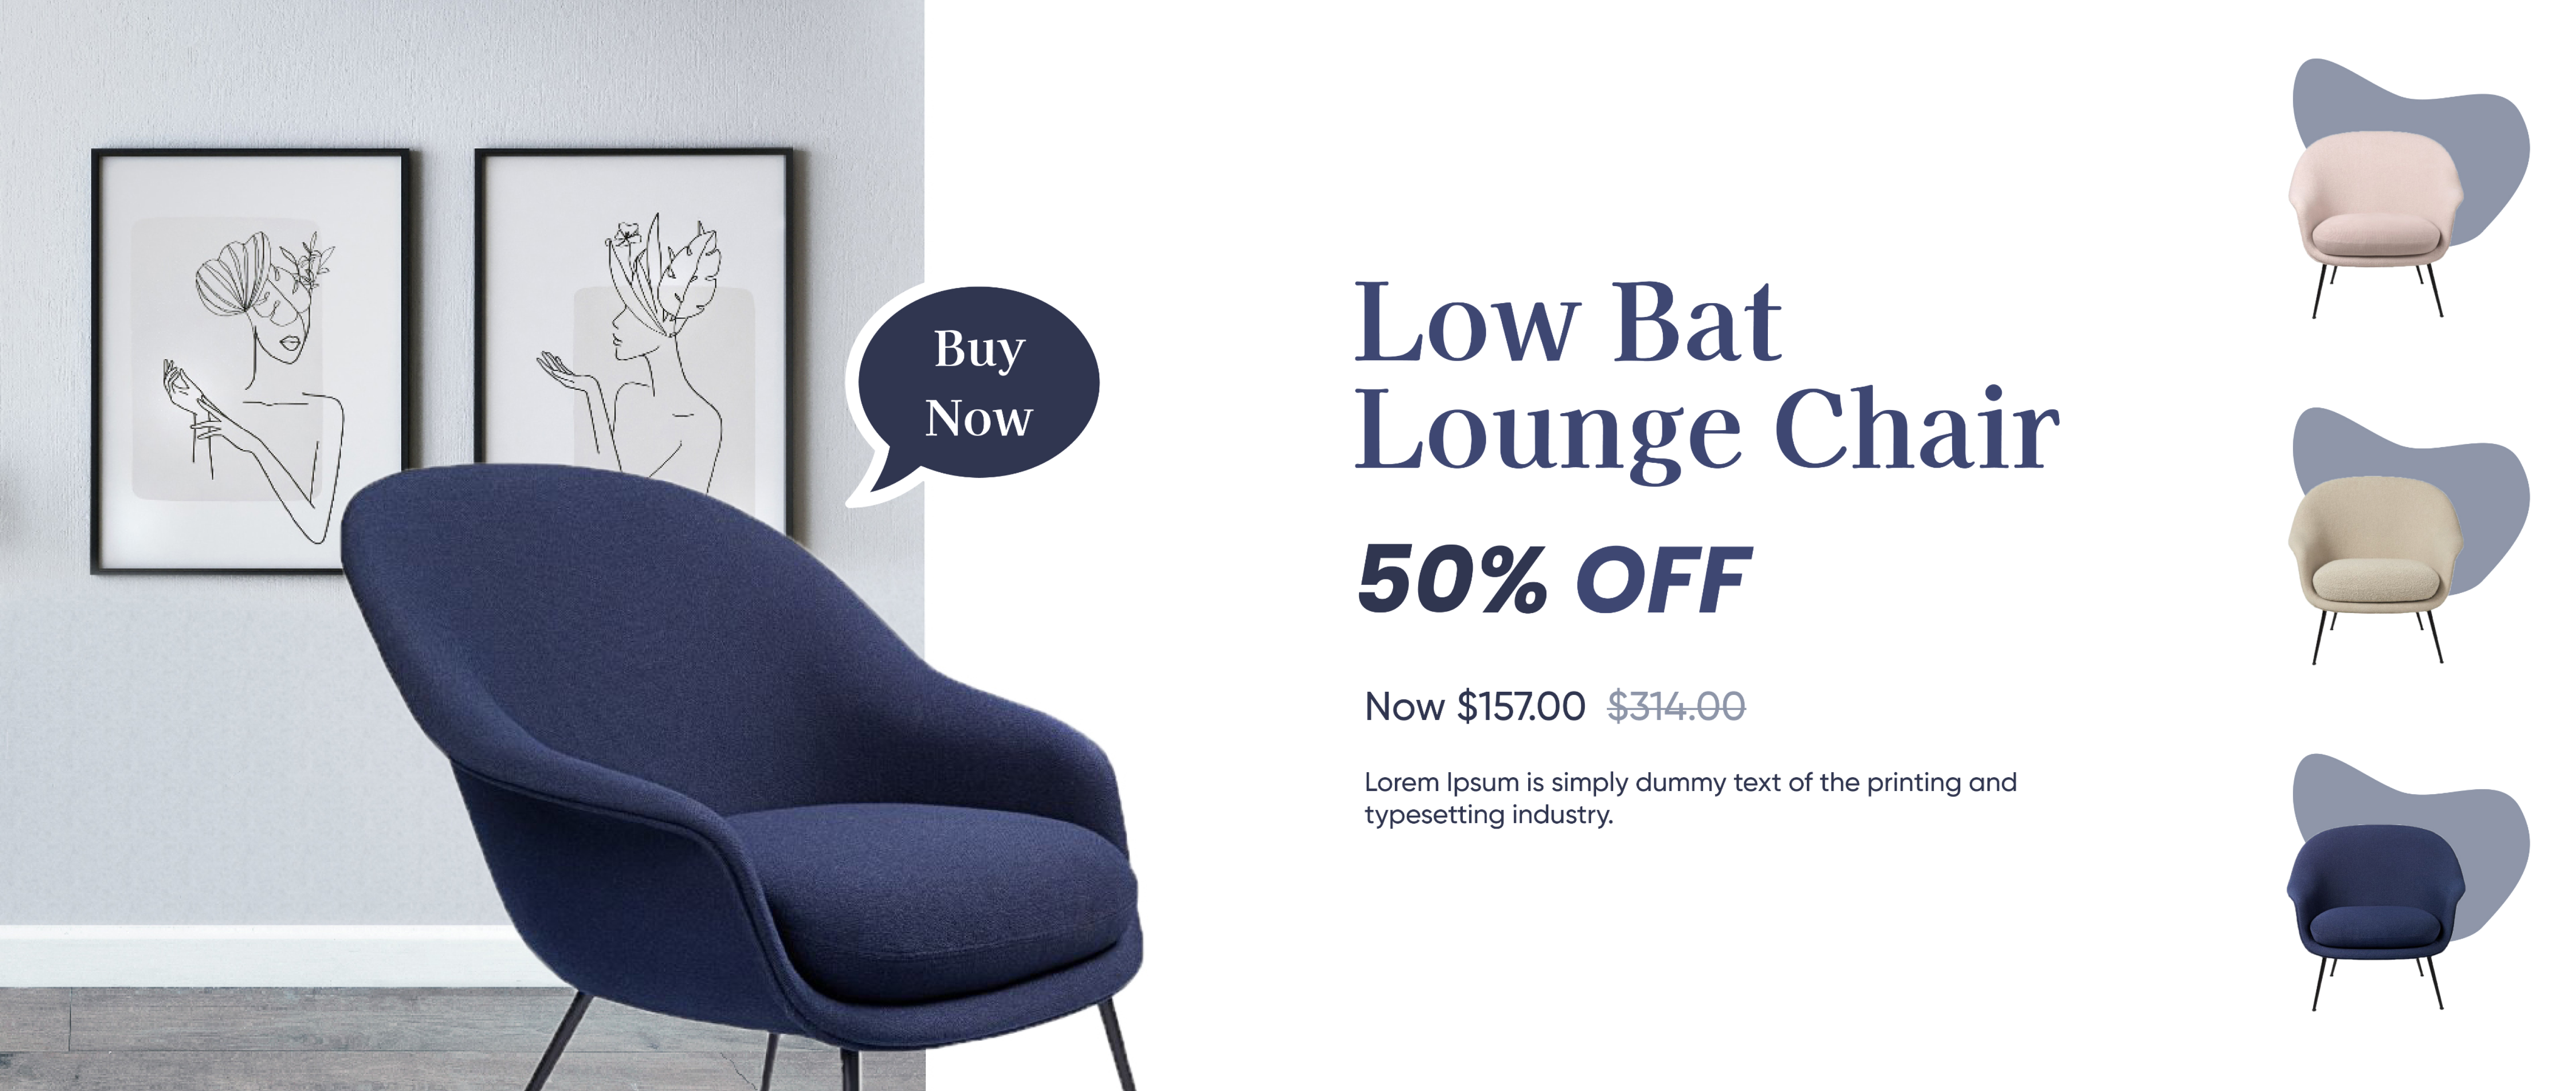 Buy
Now
Low Bat
Lounge Chair
50% OFF
Now $157.00 $314.00
Lorem Ipsum is simply dummy text of the printing and
typesetting industry.